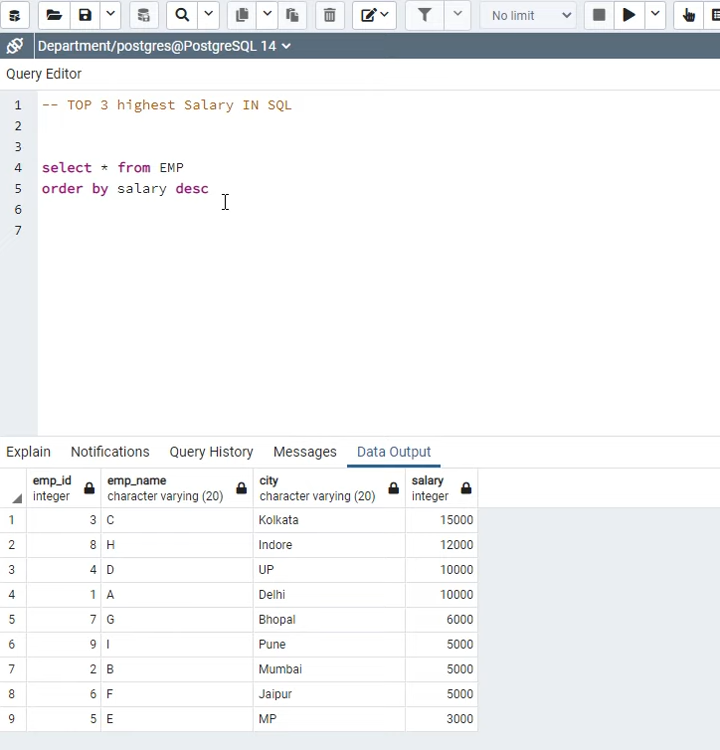 No limit
Department/postgres@PostgreSQL 14
Query Editor
1 -- TOP 3 highest Salary IN SQL
2
3
4 select * from EMP
5 order by salary desc
6
7
Explain Notifications Query History Messages Data Output
emp_id emp_name city salary
integer character varying (20) character varying (20) integer
1 3 C Kolkata 15000
2 8 H Indore 12000
3 4 D UP 10000
4 1 A Delhi 10000
5 7 G Bhopal 6000
6 9 I Pune 5000
7 2 B Mumbai 5000
8 6 F Jaipur 5000
9 5 E MP 3000